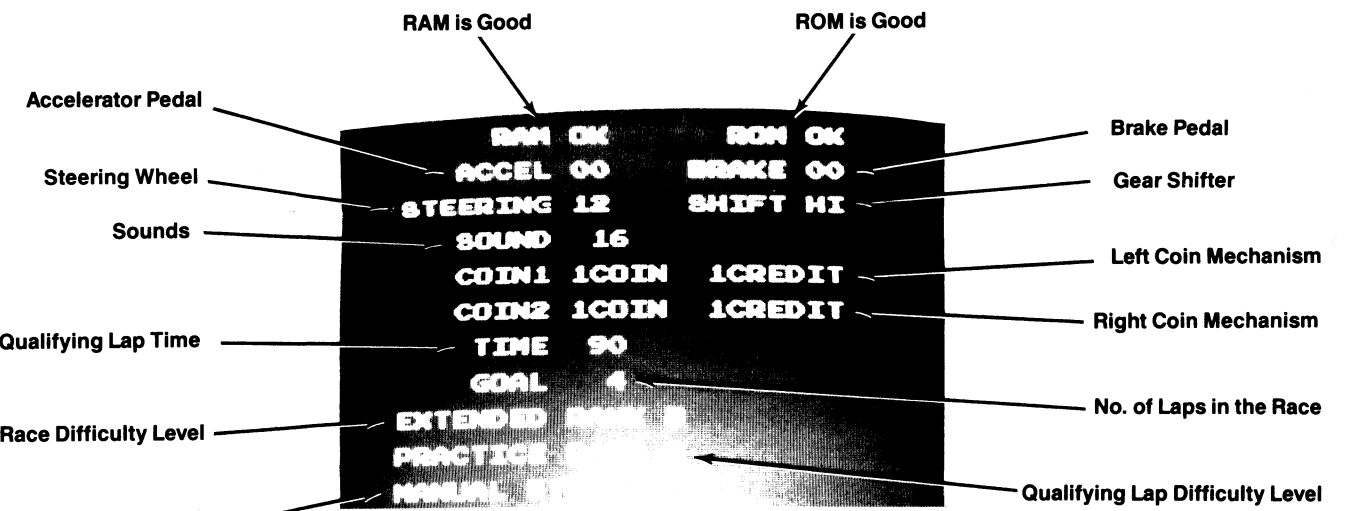 RAM is Good
ROM is Good
Accelerator Pedal
Brake Pedal
Steering Wheel
Gear Shifter
Sounds
Left Coin Mechanism
Right Coin Mechanism
Qualifying Lap Time
No. of Laps in the Race
Race Difficulty Level
Qualifying Lap Difficulty Level
RAM OK ROM OK
ACCEL 00 BRAKE 00
STEERING 12 SHIFT HI
SOUND 16
COIN1 1COIN 1CREDIT
COIN2 1COIN 1CREDIT
TIME 90
GOAL 4
EXTENDED RANK B
PRACTICE
MANUAL